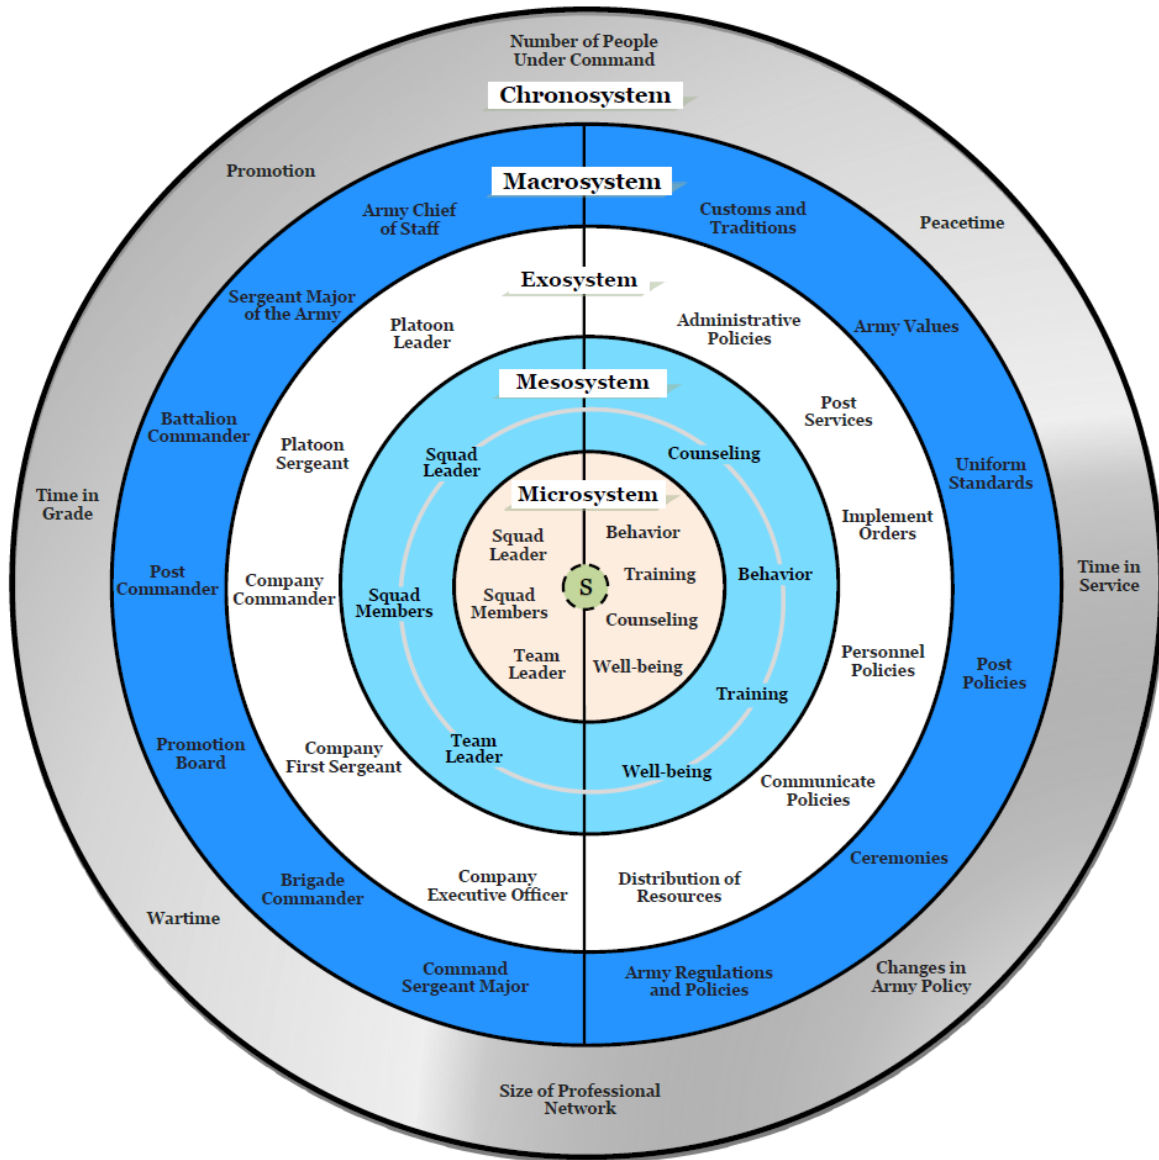 Number of People
Under Command
Chronosystem
Promotion
Peacetime
Time in
Grade
Time in
Service
Wartime
Changes in
Army Policy
Size of Professional
Network
Macrosystem
Army Chief
of Staff
Customs and
Traditions
Sergeant Major
of the Army
Army Values
Battalion
Commander
Uniform
Standards
Post
Commander
Post
Policies
Promotion
Board
Ceremonies
Brigade
Commander
Command
Sergeant Major
Army Regulations
and Policies
Exosystem
Platoon
Leader
Administrative
Policies
Platoon
Sergeant
Post
Services
Company
Commander
Implement
Orders
Personnel
Policies
Company
First Sergeant
Communicate
Policies
Company
Executive Officer
Distribution of
Resources
Mesosystem
Squad
Leader
Counseling
Squad
Members
Behavior
Training
Team
Leader
Well-being
Microsystem
Squad
Leader
Behavior
Training
Squad
Members
S
Counseling
Team
Leader
Well-being